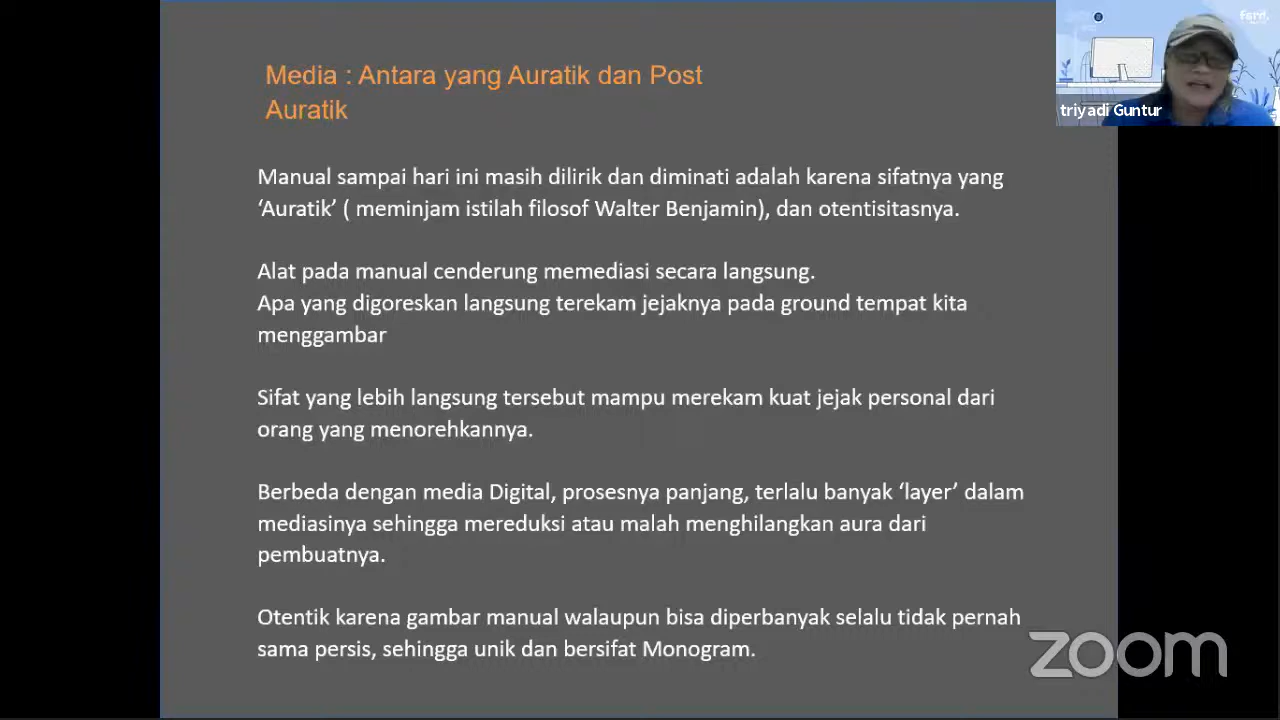 Media : Antara yang Auratik dan Post
Auratik
Manual sampai hari ini masih dilirik dan diminati adalah karena sifatnya yang
‘Auratik’ ( meminjam istilah filosof Walter Benjamin), dan otentisitasnya.
Alat pada manual cenderung memediasi secara langsung.
Apa yang digoreskan langsung terekam jejaknya pada ground tempat kita
menggambar
Sifat yang lebih langsung tersebut mampu merekam kuat jejak personal dari
orang yang menorehkannya.
Berbeda dengan media Digital, prosesnya panjang, terlalu banyak ‘layer’ dalam
mediasinya sehingga mereduksi atau malah menghilangkan aura dari
pembuatnya.
Otentik karena gambar manual walaupun bisa diperbanyak selalu tidak pernah
sama persis, sehingga unik dan bersifat Monogram.
fsrd.
triyadi Guntur
zoom